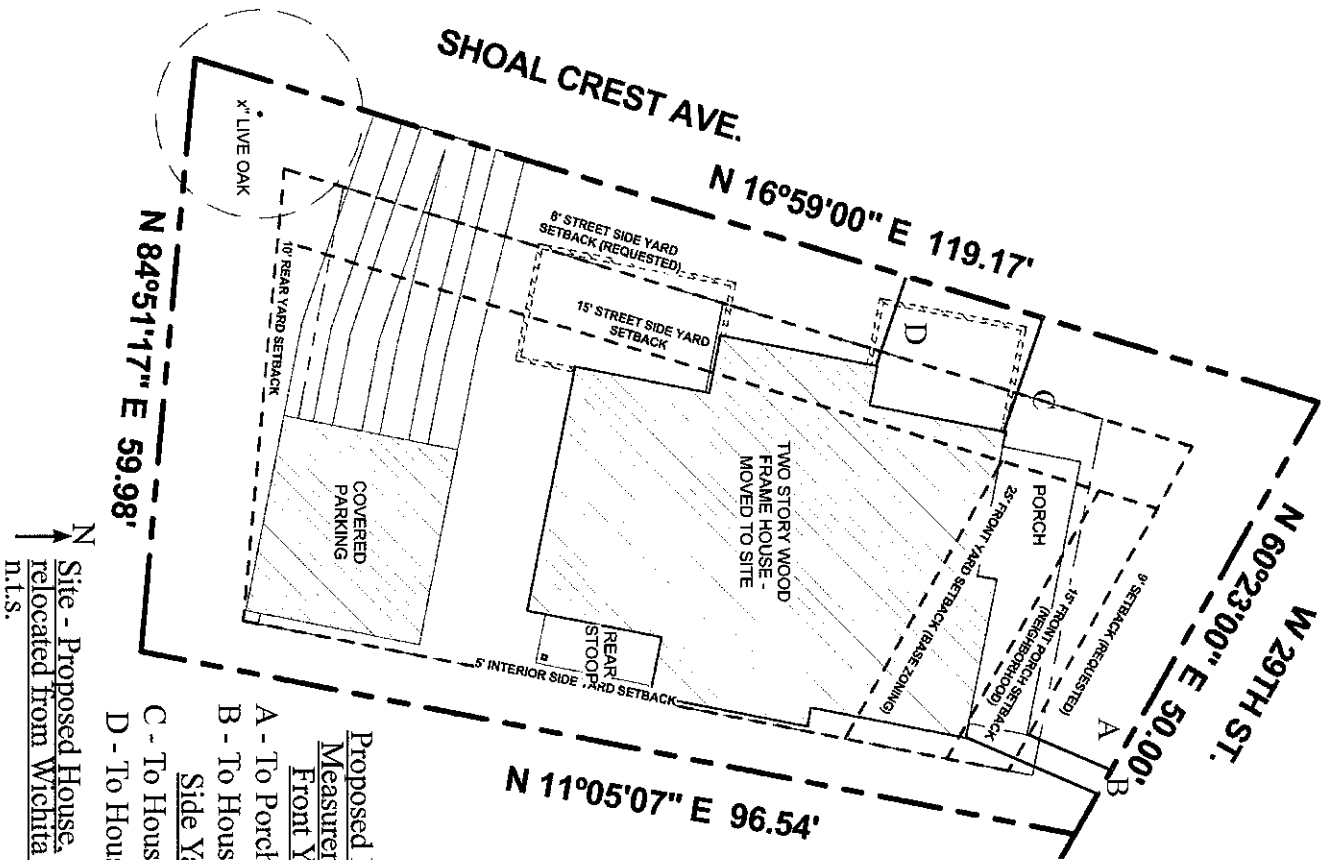 SHOAL CREST AVE.
N 16°59'00" E 119.17'
W 29TH ST.
N 60°23'00" E 50.00'
x" LIVE OAK
8' STREET SIDE YARD
SETBACK (REQUESTED)
15' STREET SIDE YARD
SETBACK
D
C
PORCH
9' SETBACK (REQUESTED)
15' FRONT PORCH SETBACK
(NEIGHBORHOOD)
25' FRONT YARD SETBACK (BASE ZONING)
A
B
TWO STORY WOOD
FRAME HOUSE -
MOVED TO SITE
10' REAR YARD SETBACK
COVERED
PARKING
REAR
STOOP
5' INTERIOR SIDE YARD SETBACK
N 84°51'17" E 59.98'
N 11°05'07" E 96.54'
N
Site - Proposed House,
relocated from Wichita
n.t.s.
Proposed
Front Y
A - To Porch
B - To Hous
Side Ya
C - To Hous
D - To Hous